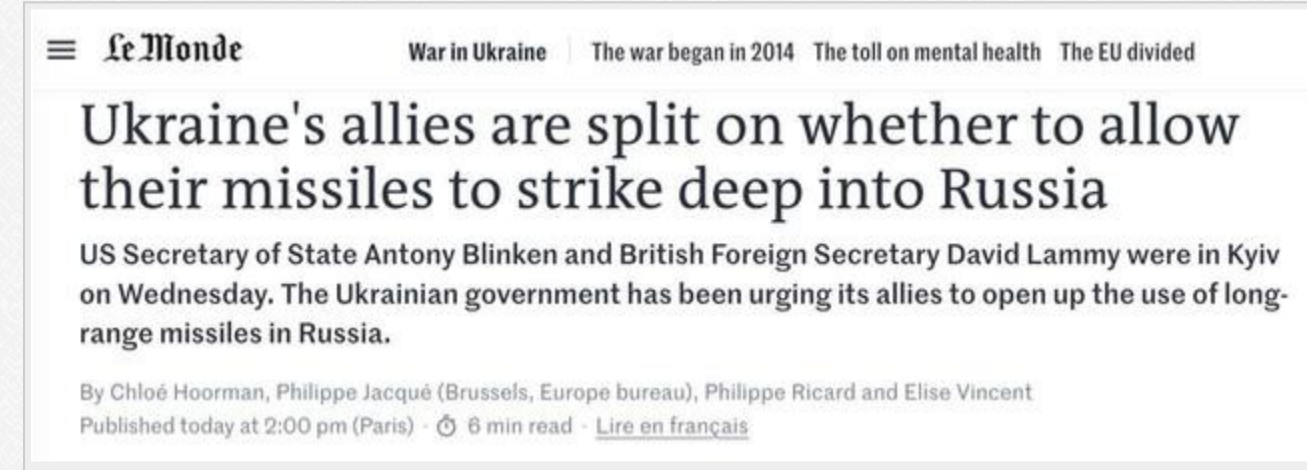 Le Monde
War in Ukraine The war began in 2014 The toll on mental health The EU divided
Ukraine's allies are split on whether to allow
their missiles to strike deep into Russia
US Secretary of State Antony Blinken and British Foreign Secretary David Lammy were in Kyiv
on Wednesday. The Ukrainian government has been urging its allies to open up the use of long-
range missiles in Russia.
By Chloé Hoorman, Philippe Jacqué (Brussels, Europe bureau), Philippe Ricard and Elise Vincent
Published today at 2:00 pm (Paris) · 6 min read · Lire en français